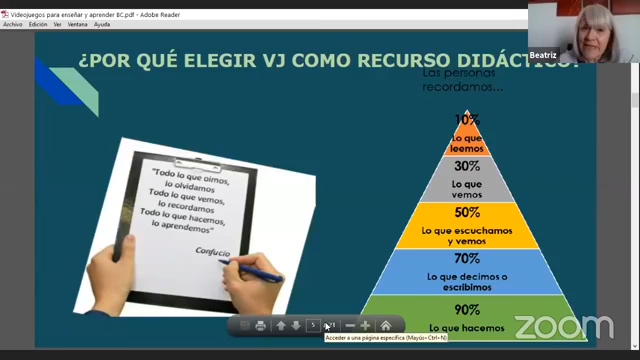 Videojuegos para enseñar y aprender BC.pdf - Adobe Reader
Archivo Edición Ver Ventana Ayuda
Beatriz
¿POR QUÉ ELEGIR VJ COMO RECURSO DIDÁCTICO?
Las personas
recordamos...
"Todo lo que oímos,
lo olvidamos
Todo lo que vemos,
lo recordamos
Todo lo que hacemos,
lo aprendemos"
Confucio
10%
Lo que
leemos
30%
Lo que
vemos
50%
Lo que escuchamos
y vemos
70%
Lo que decimos o
escribimos
90%
Lo que hacemos
5
Acceder a una página específica (Mayús+Ctrl+N)
zoom